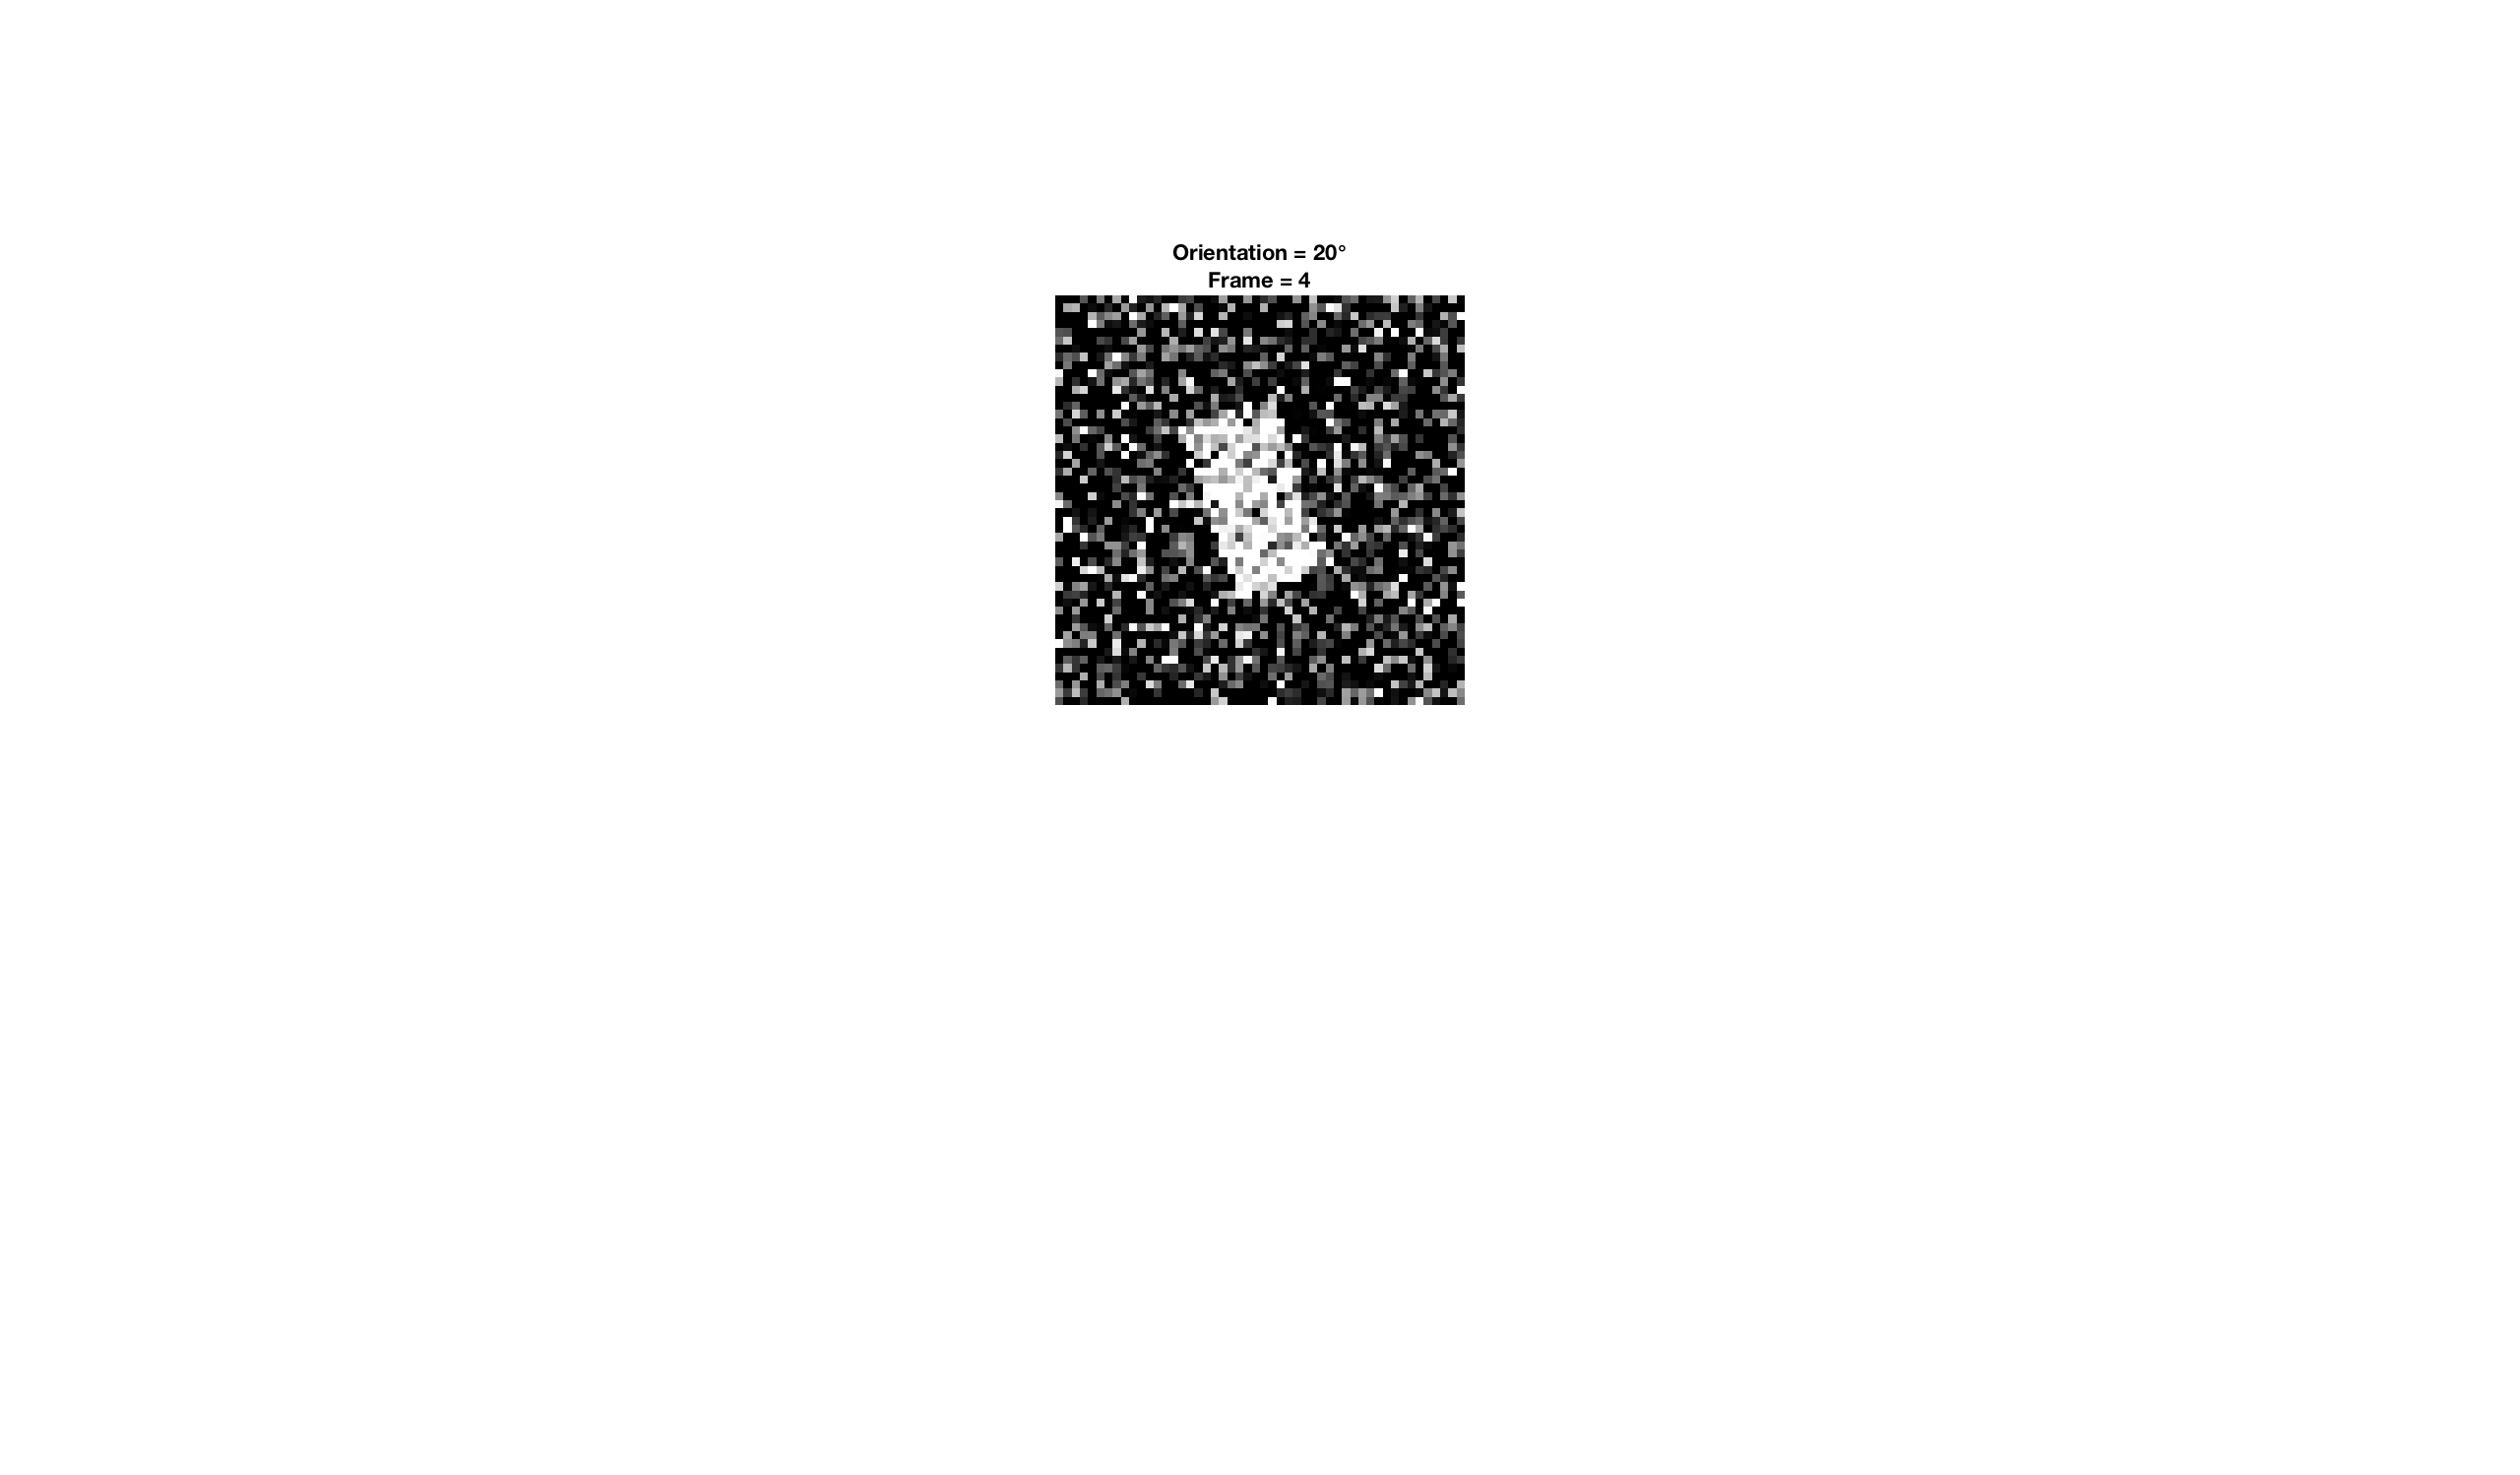 Orientation = 20°
Frame = 4